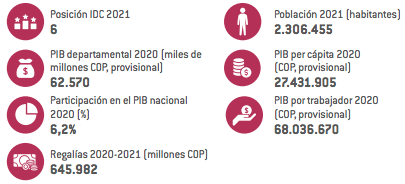 Posición IDC 2021
6
PIB departamental 2020 (miles de
millones COP, provisional)
62.570
Participación en el PIB nacional
2020 (%)
6,2%
Regalías 2020-2021 (millones COP)
645.982
Población 2021 (habitantes)
2.306.455
PIB per cápita 2020
(COP, provisional)
27.431.905
PIB por trabajador 2020
(COP, provisional)
68.036.670